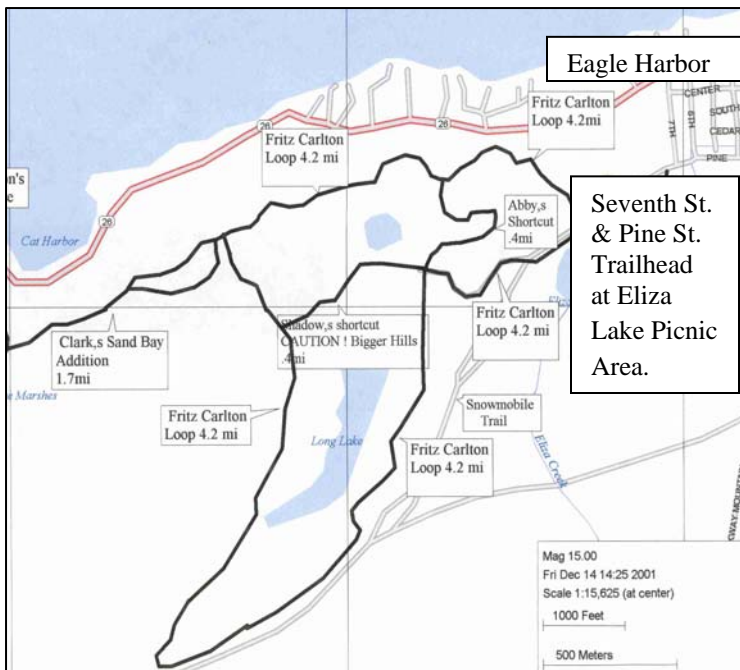 Eagle Harbor
CENTER
SOUTH
CEDAR
PINE
7TH
6TH
26
Fritz Carlton
Loop 4.2mi
26
Fritz Carlton
Loop 4.2 mi
26
Cat Harbor
Abby,s
Shortcut
.4mi
Seventh St.
& Pine St.
Trailhead
at Eliza
Lake Picnic
Area.
Clark,s Sand Bay
Addition
1.7mi
Shadow,s shortcut
CAUTION ! Bigger Hills
.4mi
Fritz Carlton
Loop 4.2 mi
Marshes
Fritz Carlton
Loop 4.2 mi
Snowmobile
Trail
Long Lake
Fritz Carlton
Loop 4.2 mi
Eliza Creek
Mag 15.00
Fri Dec 14 14:25 2001
Scale 1:15,625 (at center)
1000 Feet
500 Meters